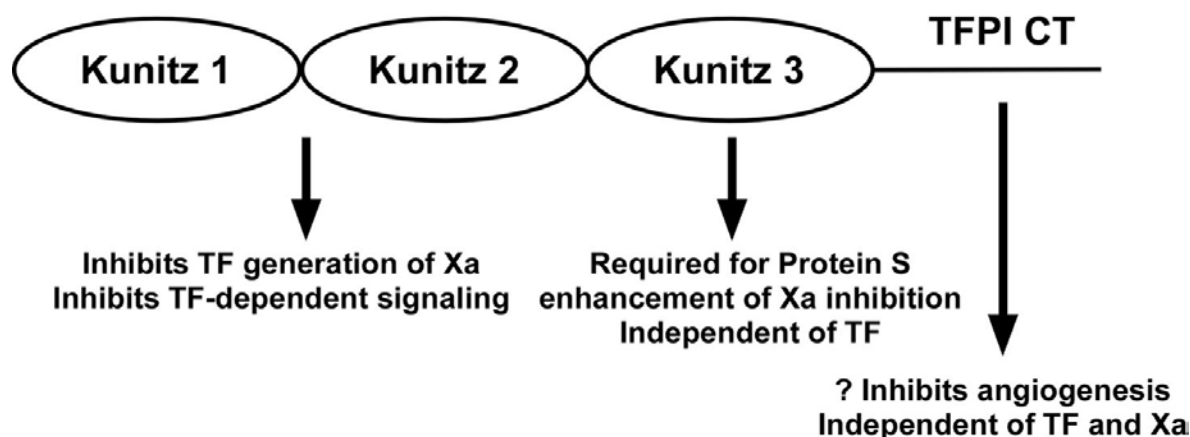 Kunitz 1
Kunitz 2
Kunitz 3
TFPI CT
Inhibits TF generation of Xa
Inhibits TF-dependent signaling
Required for Protein S
enhancement of Xa inhibition
Independent of TF
? Inhibits angiogenesis
Independent of TF and Xa